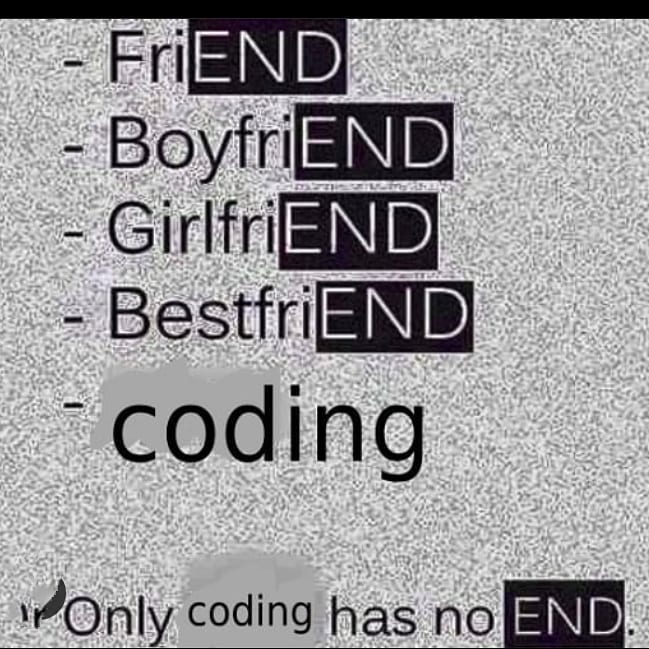 - FriEND
- BoyfriEND
- GirlfriEND
- BestfriEND
- coding
Only coding has no END.